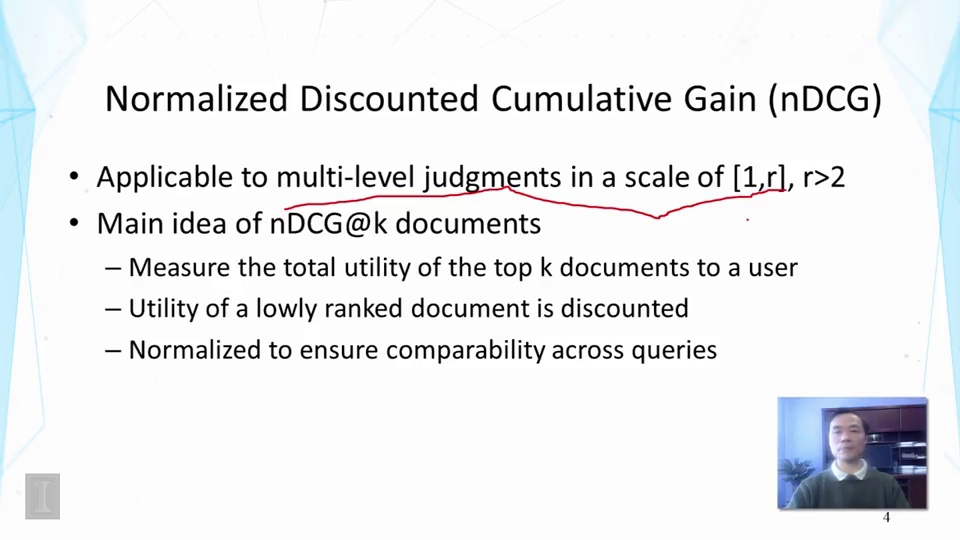 Normalized Discounted Cumulative Gain (nDCG)
• Applicable to multi-level judgments in a scale of [1,r], r>2
• Main idea of nDCG@k documents
– Measure the total utility of the top k documents to a user
– Utility of a lowly ranked document is discounted
– Normalized to ensure comparability across queries
I
4